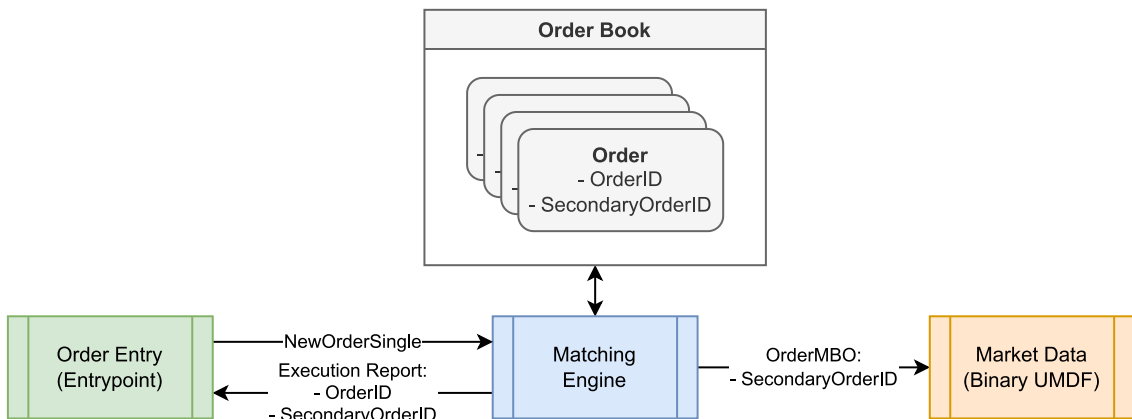 Order Book
Order
- OrderID
- SecondaryOrderID
Order Entry
(Entrypoint)
NewOrderSingle
Execution Report:
- OrderID
- SecondaryOrderID
Matching
Engine
OrderMBO:
- SecondaryOrderID
Market Data
(Binary UMDF)